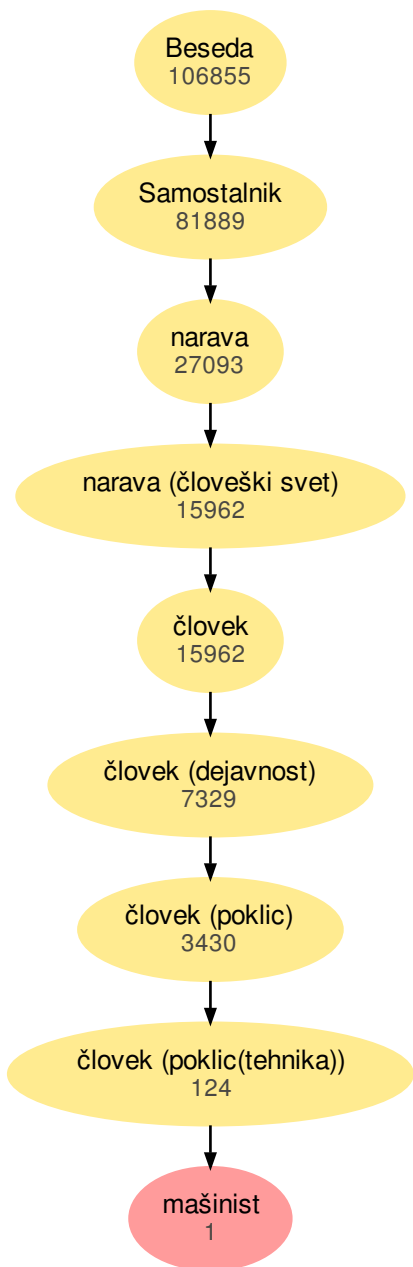 Beseda
106855
Samostalnik
81889
narava
27093
narava (človeški svet)
15962
človek
15962
človek (dejavnost)
7329
človek (poklic)
3430
človek (poklic(tehnika))
124
mašinist
1